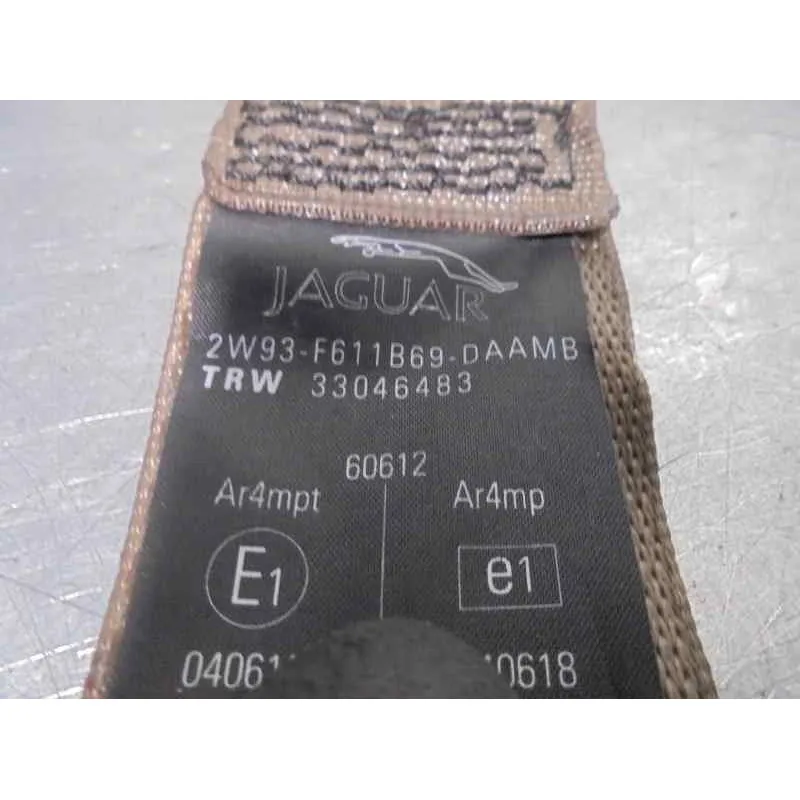 JAGUAR
2W93-F611B69-DAAMB
TRW 33046483
60612
Ar4mpt Ar4mp
E1 e1